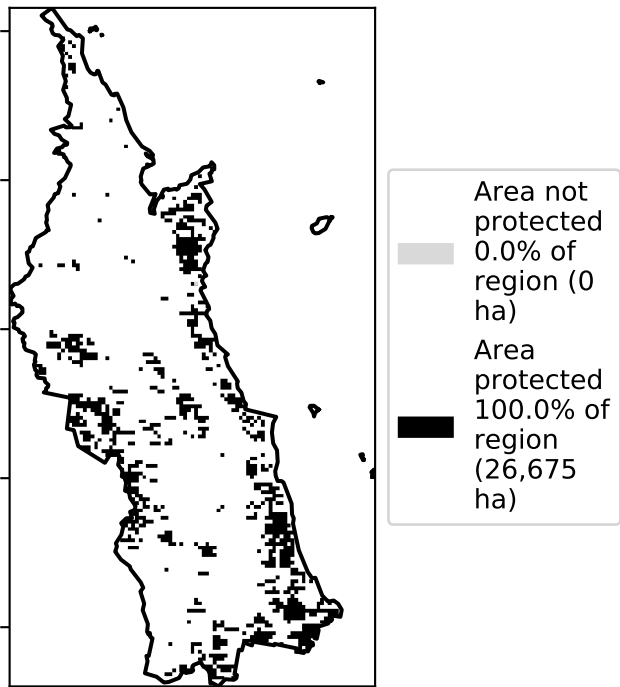 Area not
protected
0.0% of
region (0
ha)
Area
protected
100.0% of
region
(26,675
ha)